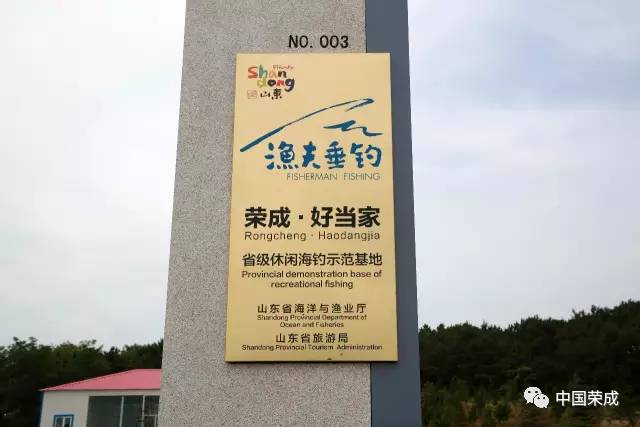 NO. 003
Friendly
Shan
dong
山東
渔夫垂钓
FISHERMAN FISHING
荣成·好当家
Rongcheng · Haodangjia
省级休闲海钓示范基地
Provincial demonstration base of
recreational fishing
山东省海洋与渔业厅
Shandong Provincial Department of
Ocean and Fisheries
山东省旅游局
Shandong Provincial Tourism Administration
中国荣成